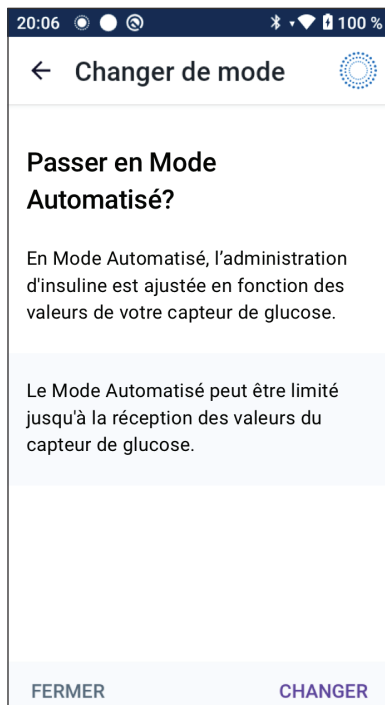 20:06 100 %
Changer de mode
Passer en Mode
Automatisé?
En Mode Automatisé, l’administration
d'insuline est ajustée en fonction des
valeurs de votre capteur de glucose.
Le Mode Automatisé peut être limité
jusqu'à la réception des valeurs du
capteur de glucose.
FERMER CHANGER